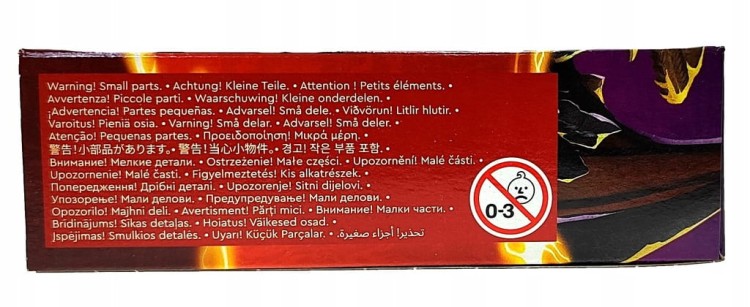 Warning! Small parts. • Achtung! Kleine Teile. • Attention ! Petits éléments. •
Avvertenza! Piccole parti. • Waarschuwing! Kleine onderdelen. •
¡Advertencia! Partes pequeñas. • Advarsel! Små dele. • Viðvörun! Litlir hlutir. •
Varoitus! Pieniä osia. • Varning! Små delar. • Advarsel! Små deler. •
Atenção! Pequenas partes. • Προειδοποίηση! Μικρά μέρη. •
警告!小部品があります。警告!当心小物件。• 경고! 작은 부품 포함. •
Внимание! Мелкие детали. • Ostrzeżenie! Małe części. • Upozornění! Malé části. •
Upozornenie! Malé časti. • Figyelmeztetés! Kis alkatrészek. •
Попередження! Дрібні деталі. • Upozorenje! Sitni dijelovi. •
Упозорење! Мали делови. • Предупредување! Мали делови. •
Opozorilo! Majhni deli. • Avertisment! Părți mici. • Внимание! Малки части. •
Brīdinājums! Sīkas detaļas. • Hoiatus! Väikesed osad. •
Įspėjimas! Smulkios detalės. • Uyarı! Küçük Parçalar. • تحذير! أجزاء صغيرة.
0-3